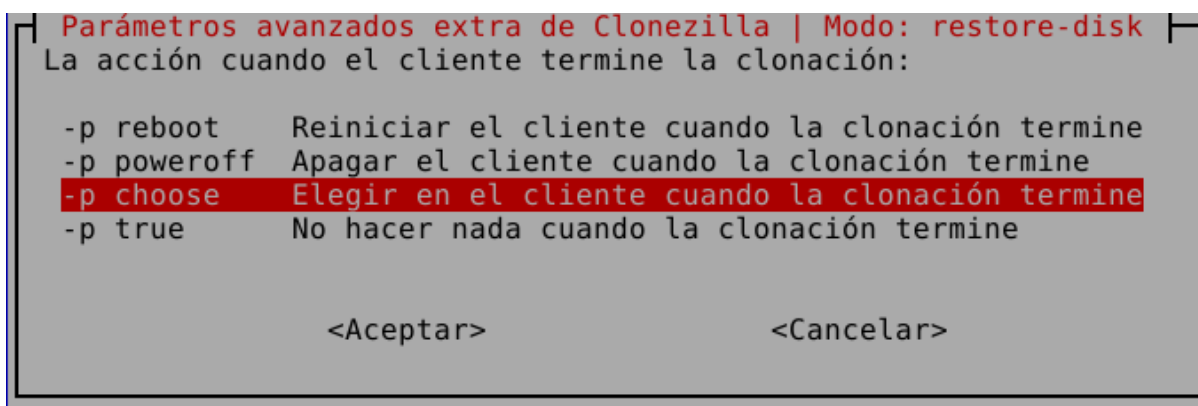 Parámetros avanzados extra de Clonezilla | Modo: restore-disk
La acción cuando el cliente termine la clonación:
-p reboot Reiniciar el cliente cuando la clonación termine
-p poweroff Apagar el cliente cuando la clonación termine
-p choose Elegir en el cliente cuando la clonación termine
-p true No hacer nada cuando la clonación termine
<Aceptar> <Cancelar>